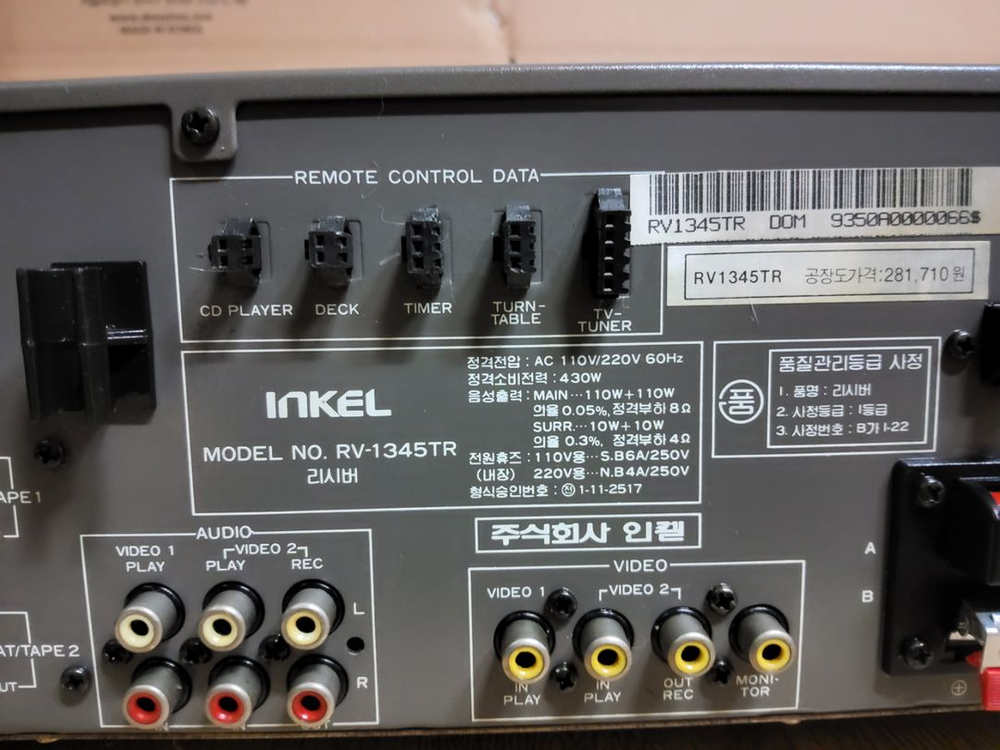 REMOTE CONTROL DATA
CD PLAYER
DECK
TIMER
TURN-
TABLE
TV-
TUNER
RV1345TR DOM 9350A0000066$
RV1345TR 공장도가격:281,710원
INKEL
MODEL NO. RV-1345TR
리시버
정격전압 : AC 110V/220V 60Hz
정격소비전력 : 430W
음성출력 : MAIN…110W+110W
의율 0.05%, 정격부하 8Ω
SURR…10W+10W
의율 0.3%, 정격부하 4Ω
전원휴즈 : 110V용…S.B6A/250V
(내장) 220V용…N.B4A/250V
형식승인번호 : 전 1-11-2517
품
품질관리등급 사정
1. 품명 : 리시버
2. 사정등급 : 1등급
3. 사정번호 : B가 1-22
주식회사 인켈
TAPE 1
AT/TAPE 2
UT
AUDIO
VIDEO 1
PLAY
VIDEO 2
PLAY
REC
L
R
VIDEO
VIDEO 1
VIDEO 2
IN
PLAY
IN
PLAY
OUT
REC
MONI-
TOR
A
B